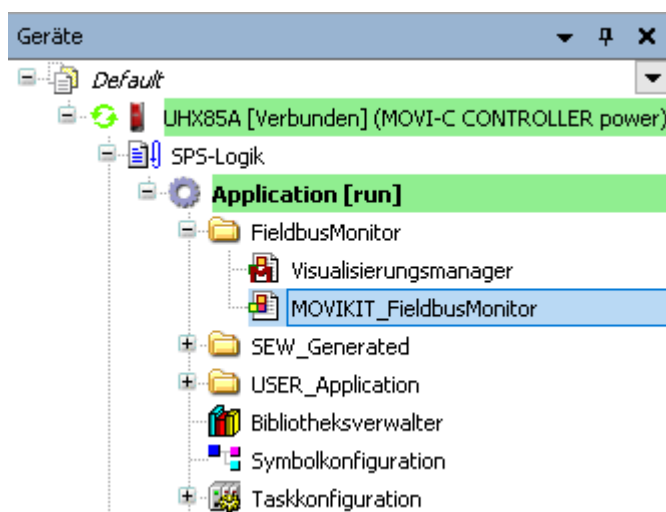 Geräte
Default
UHX85A [Verbunden] (MOVI-C CONTROLLER power)
SPS-Logik
Application [run]
FieldbusMonitor
Visualisierungsmanager
MOVIKIT_FieldbusMonitor
SEW_Generated
USER_Application
Bibliotheksverwalter
Symbolkonfiguration
Taskkonfiguration